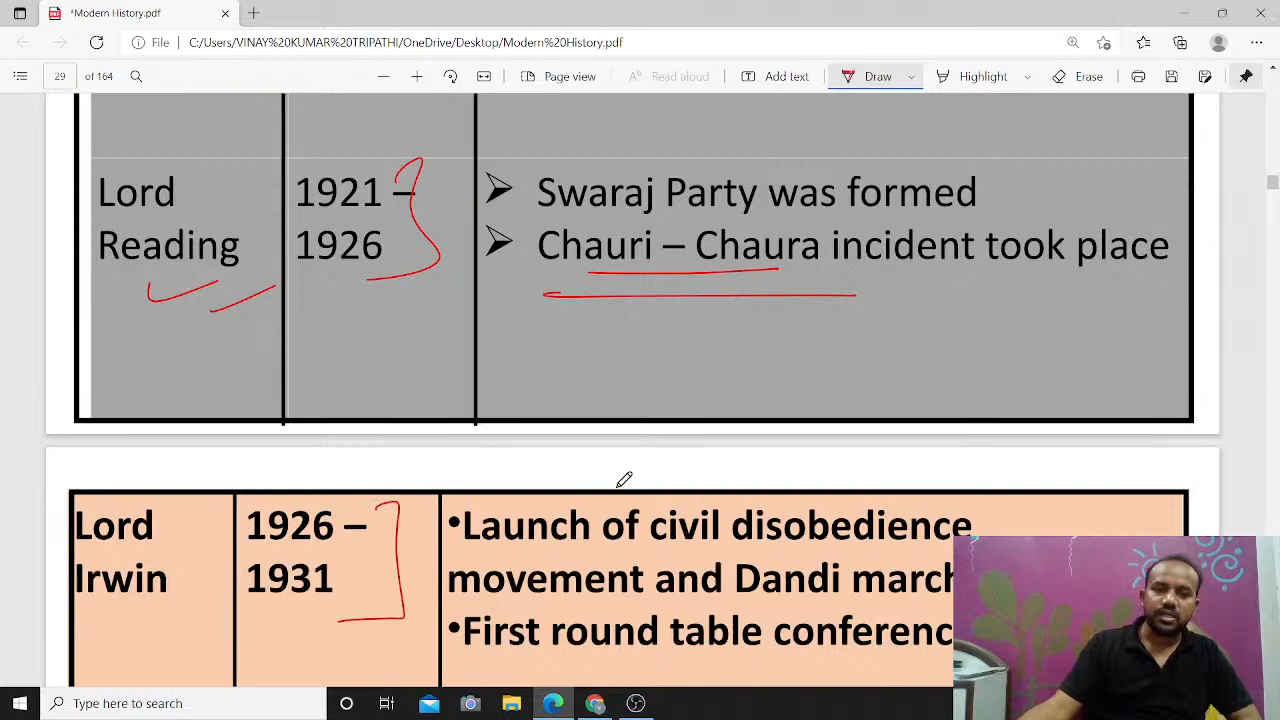 *Modern History.pdf
File
C:/Users/VINAY%20KUMAR%20TRIPATHI/OneDrive/Desktop/Modern%20History.pdf
29 of 164
Page view
Read aloud
Add text
Draw
Highlight
Erase
Lord
Reading
1921 –
1926
➢ Swaraj Party was formed
➢ Chauri – Chaura incident took place
Lord
Irwin
1926 –
1931
•Launch of civil disobedience
movement and Dandi march
•First round table conferenc
Type here to search